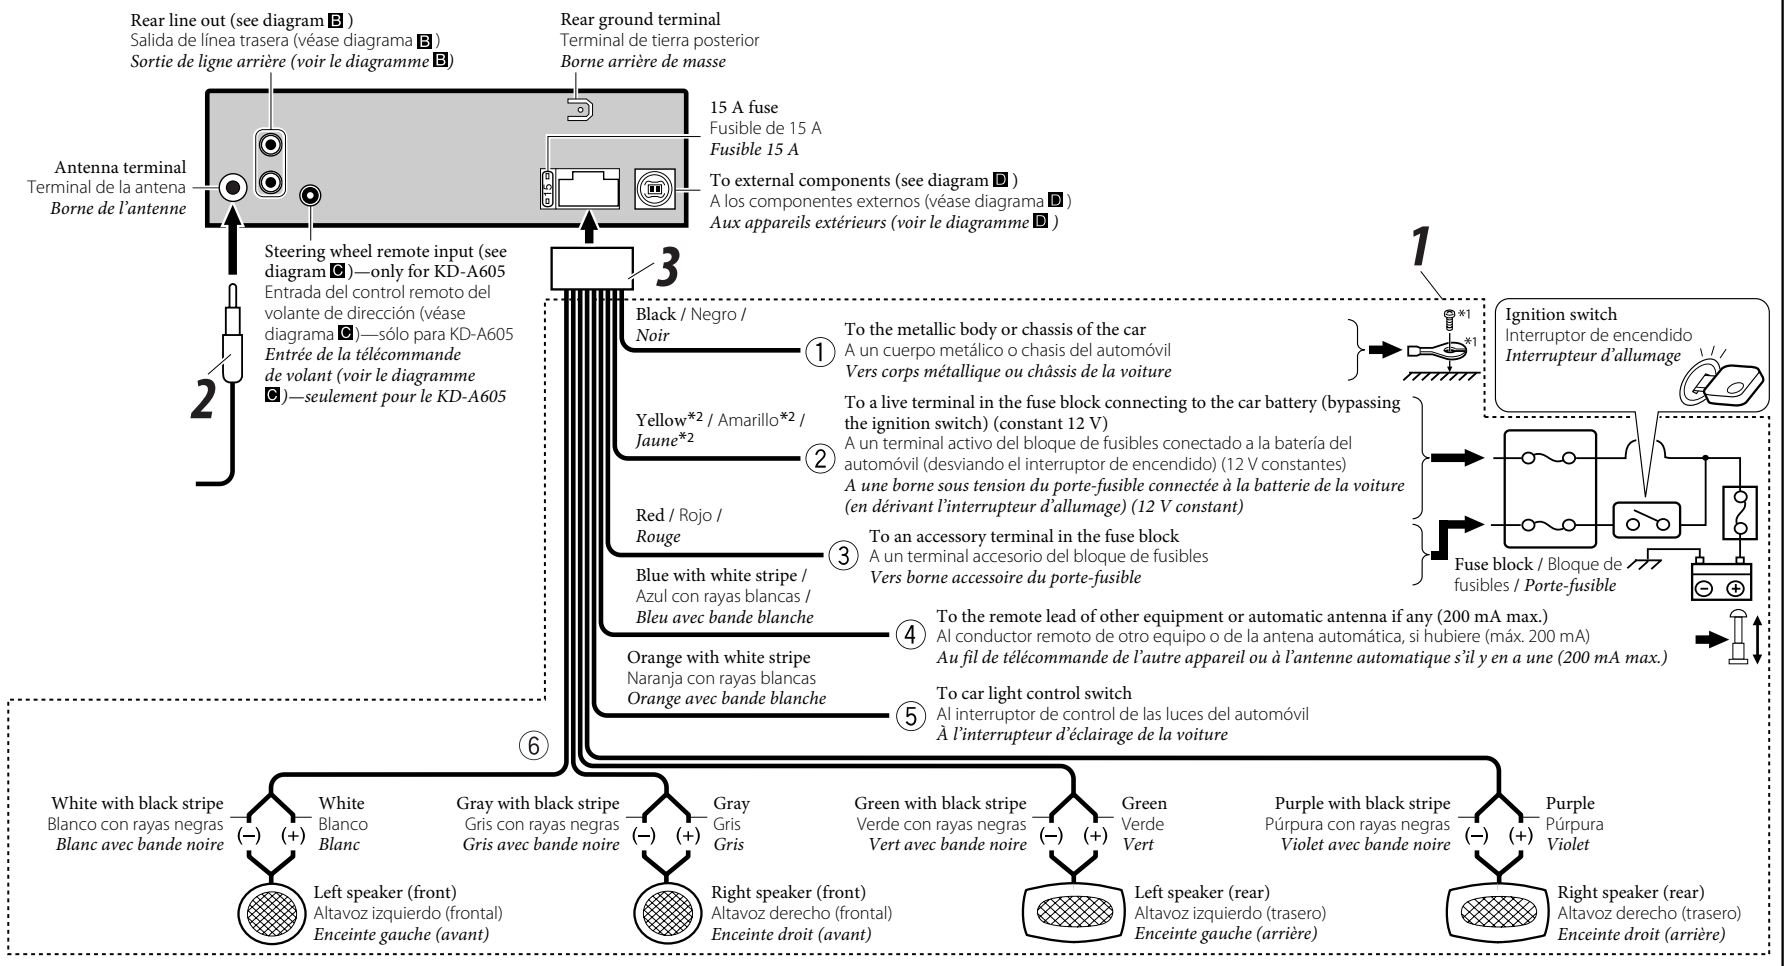 Rear line out (see diagram B )
Salida de línea trasera (véase diagrama B )
Sortie de ligne arrière (voir le diagramme B)
Rear ground terminal
Terminal de tierra posterior
Borne arrière de masse
15 A fuse
Fusible de 15 A
Fusible 15 A
Antenna terminal
Terminal de la antena
Borne de l'antenne
15
To external components (see diagram D )
A los componentes externos (véase diagrama D )
Aux appareils extérieurs (voir le diagramme D )
Steering wheel remote input (see
diagram C )—only for KD-A605
Entrada del control remoto del
volante de dirección (véase
diagrama C )—sólo para KD-A605
Entrée de la télécommande
de volant (voir le diagramme
C )—seulement pour le KD-A605
2
3
1
Black / Negro /
Noir
①
To the metallic body or chassis of the car
A un cuerpo metálico o chasis del automóvil
Vers corps métallique ou châssis de la voiture
*1
*1
Ignition switch
Interruptor de encendido
Interrupteur d'allumage
Yellow*2 / Amarillo*2 /
Jaune*2
②
To a live terminal in the fuse block connecting to the car battery (bypassing
the ignition switch) (constant 12 V)
A un terminal activo del bloque de fusibles conectado a la batería del
automóvil (desviando el interruptor de encendido) (12 V constantes)
A une borne sous tension du porte-fusible connectée à la batterie de la voiture
(en dérivant l'interrupteur d'allumage) (12 V constant)
Red / Rojo /
Rouge
③
To an accessory terminal in the fuse block
A un terminal accesorio del bloque de fusibles
Vers borne accessoire du porte-fusible
Fuse block / Bloque de
fusibles / Porte-fusible
− +
Blue with white stripe /
Azul con rayas blancas /
Bleu avec bande blanche
④
To the remote lead of other equipment or automatic antenna if any (200 mA max.)
Al conductor remoto de otro equipo o de la antena automática, si hubiere (máx. 200 mA)
Au fil de télécommande de l'autre appareil ou à l'antenne automatique s'il y en a une (200 mA max.)
Orange with white stripe
Naranja con rayas blancas
Orange avec bande blanche
⑤
To car light control switch
Al interruptor de control de las luces del automóvil
À l'interrupteur d'éclairage de la voiture
⑥
White with black stripe
Blanco con rayas negras
Blanc avec bande noire
(−) (+)
White
Blanco
Blanc
Gray with black stripe
Gris con rayas negras
Gris avec bande noire
(−) (+)
Gray
Gris
Gris
Green with black stripe
Verde con rayas negras
Vert avec bande noire
(−) (+)
Green
Verde
Vert
Purple with black stripe
Púrpura con rayas negras
Violet avec bande noire
(−) (+)
Purple
Púrpura
Violet
Left speaker (front)
Altavoz izquierdo (frontal)
Enceinte gauche (avant)
Right speaker (front)
Altavoz derecho (frontal)
Enceinte droit (avant)
Left speaker (rear)
Altavoz izquierdo (trasero)
Enceinte gauche (arrière)
Right speaker (rear)
Altavoz derecho (trasero)
Enceinte droit (arrière)